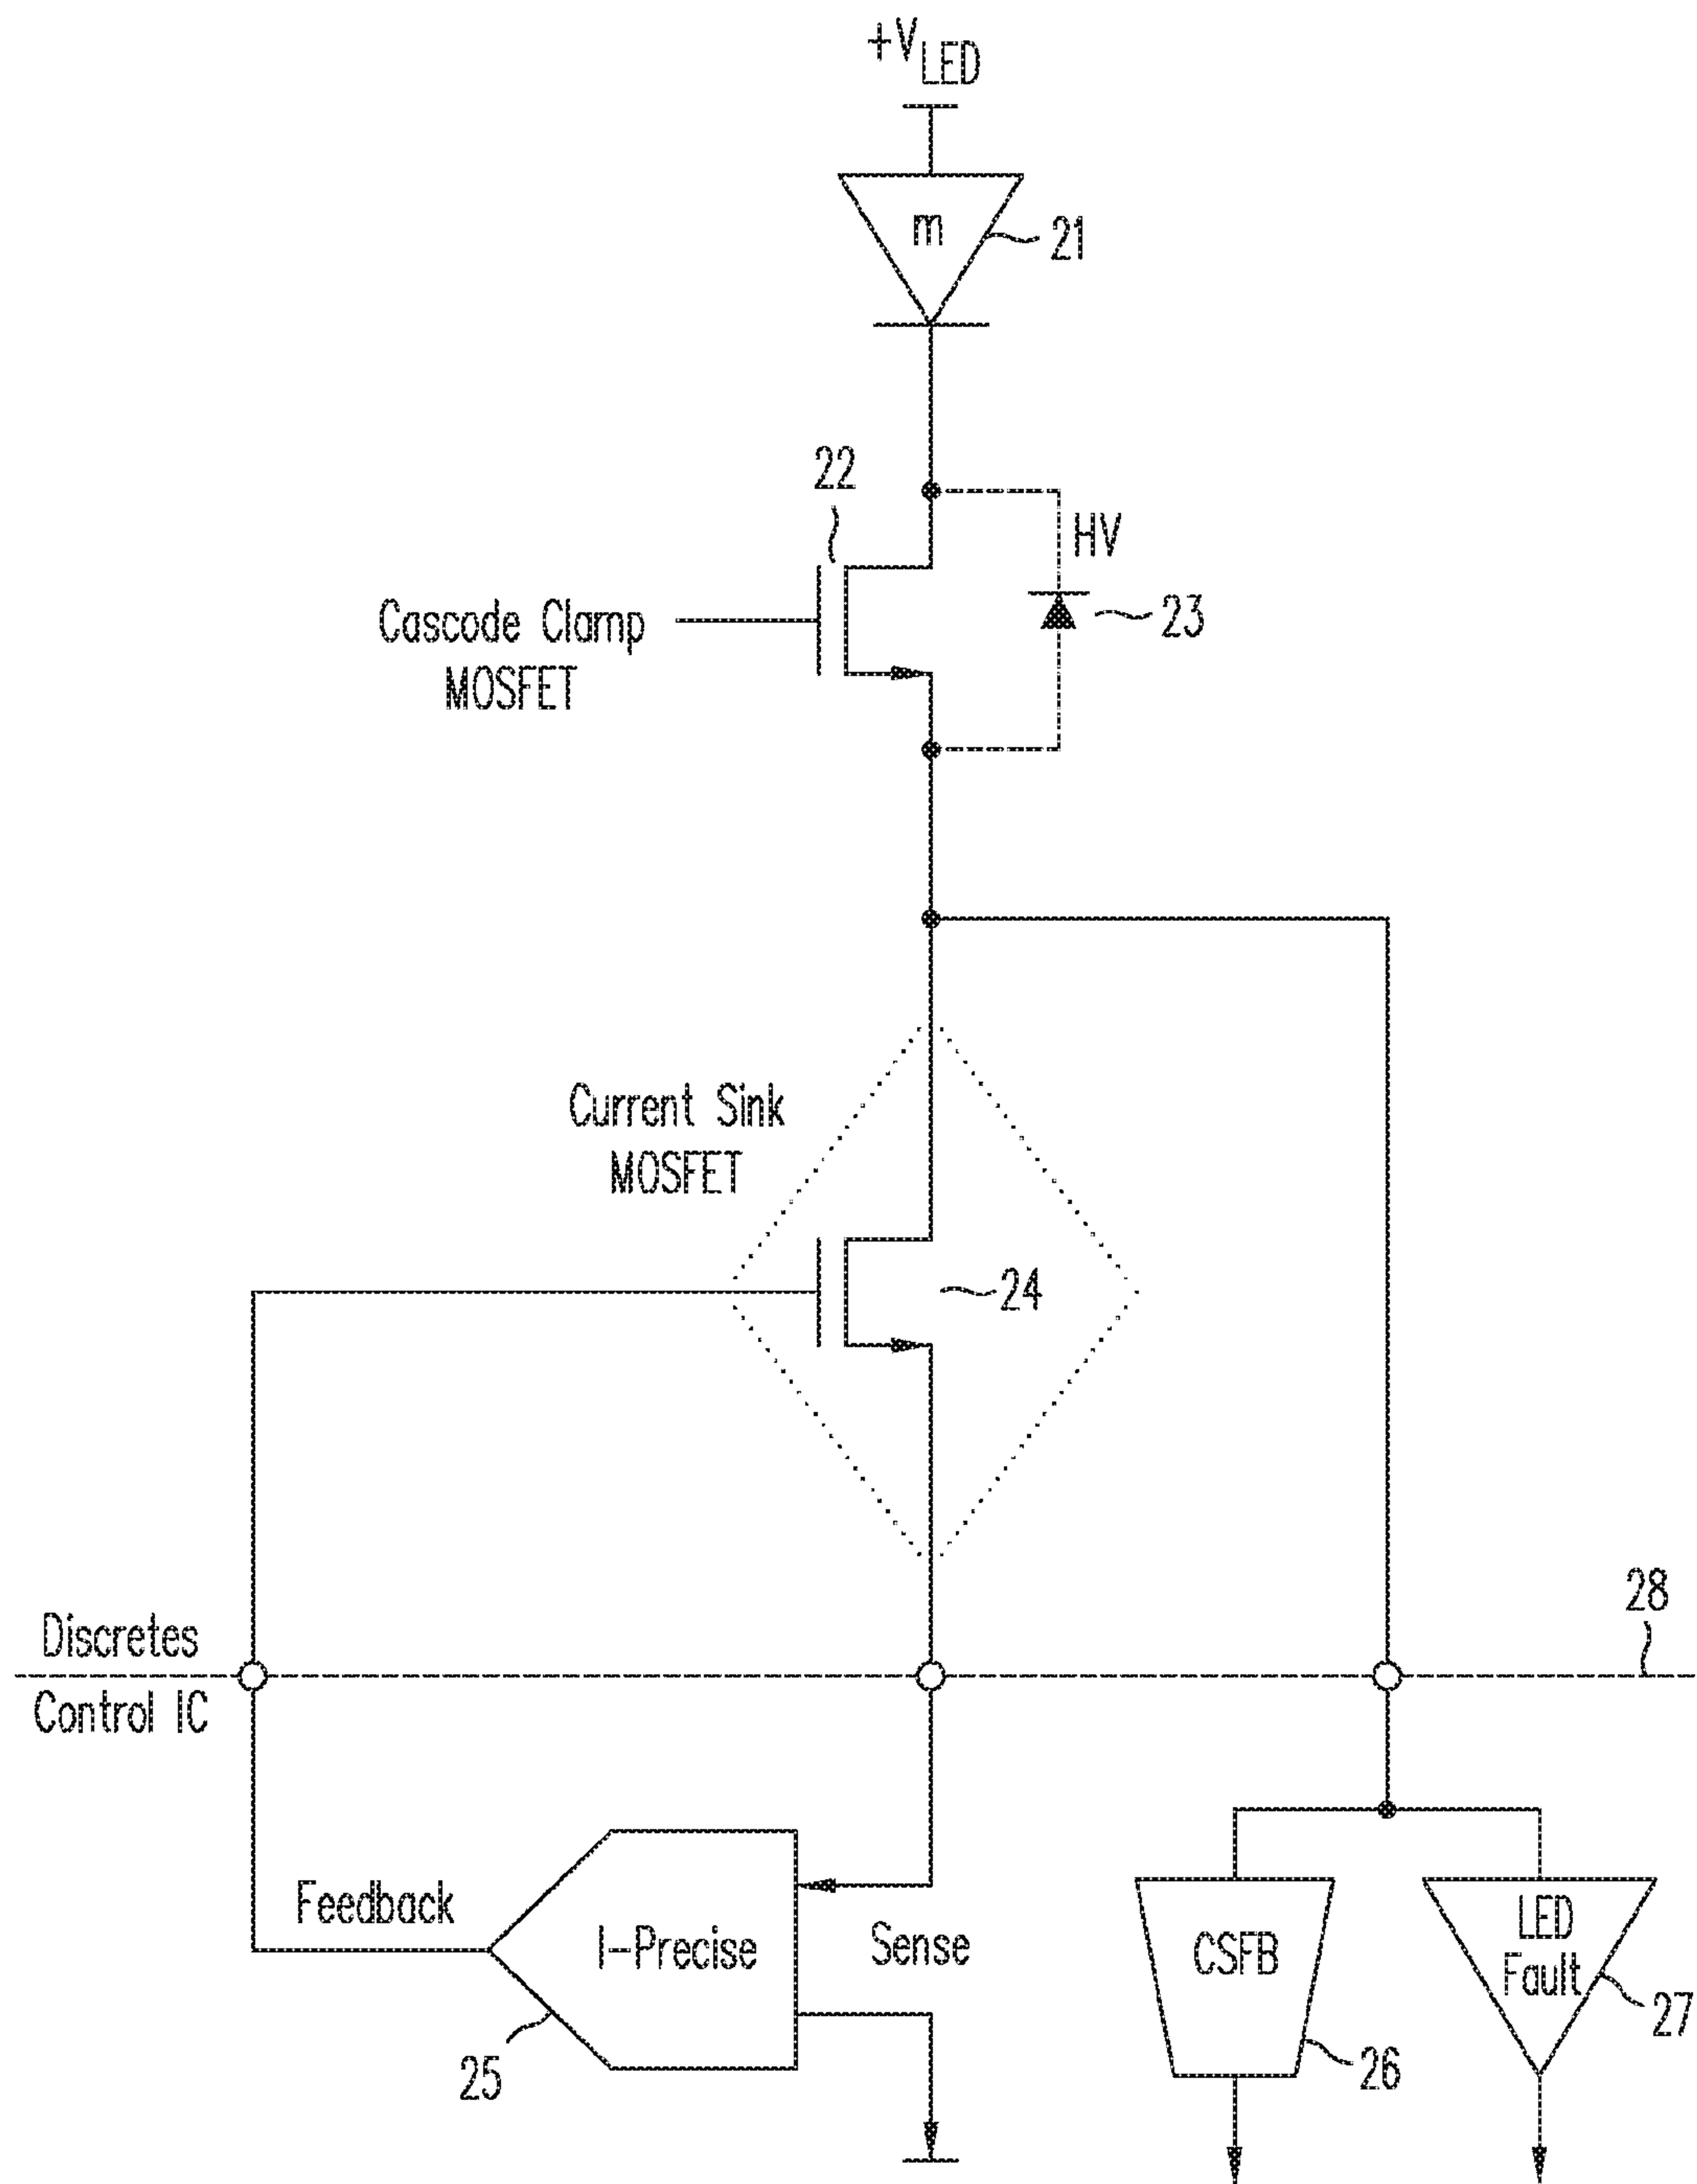 +VLED
m
21
22
HV
23
Cascode Clamp
MOSFET
Current Sink
MOSFET
24
28
Discretes
Control IC
Feedback
I-Precise
Sense
CSFB
LED
Fault
25
26
27